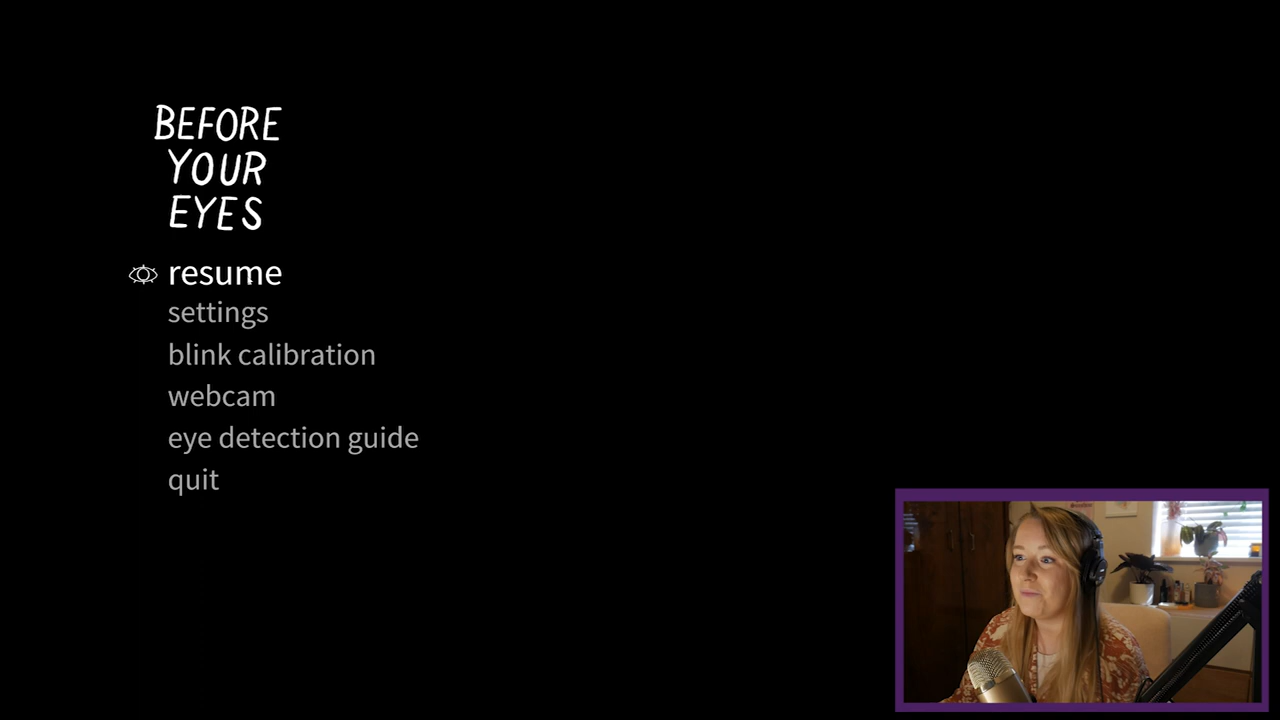 BEFORE
YOUR
EYES
resume
settings
blink calibration
webcam
eye detection guide
quit